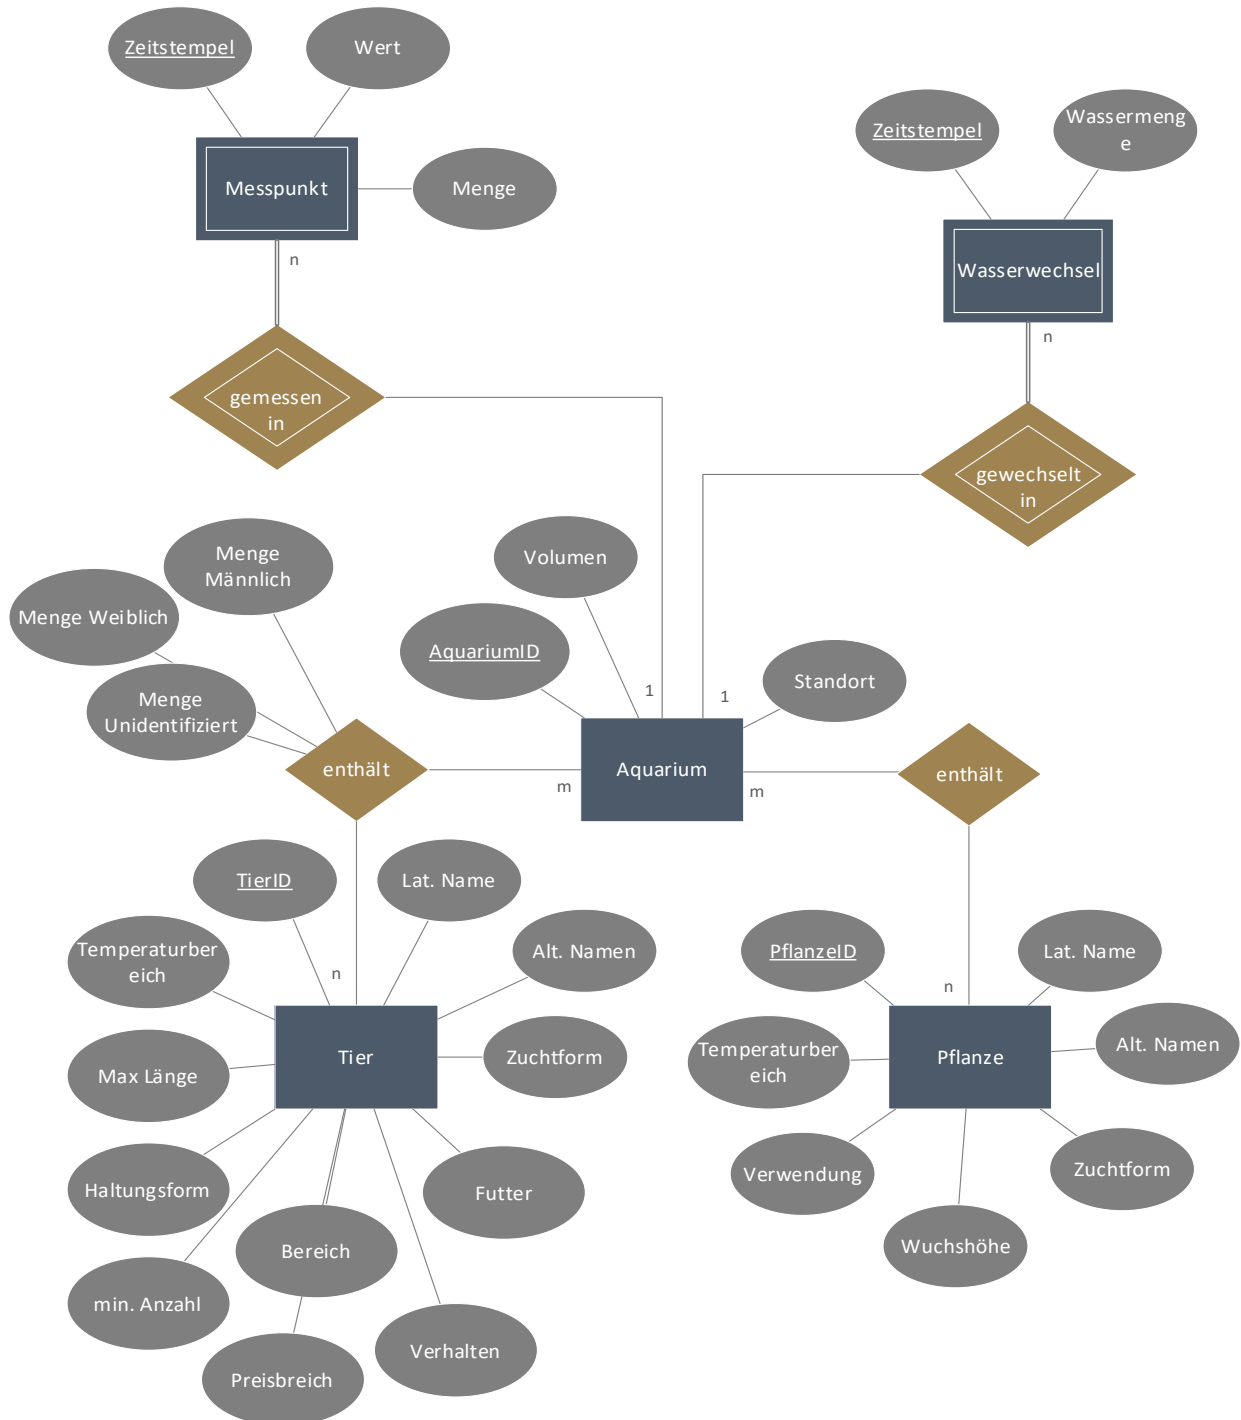 Zeitstempel
Wert
Messpunkt
Menge
n
Zeitstempel
Wassermeng
e
Wasserwechsel
n
gemessen
in
gewechselt
in
Menge
Männlich
Menge Weiblich
Menge
Unidentifiziert
Volumen
AquariumID
Standort
1
1
enthält
m
Aquarium
m
enthält
TierID
Lat. Name
Temperaturber
eich
Alt. Namen
n
Tier
Zuchtform
Max Länge
Haltungsform
Futter
Bereich
min. Anzahl
Verhalten
Preisbreich
PflanzeID
Lat. Name
n
Temperaturber
eich
Pflanze
Alt. Namen
Verwendung
Zuchtform
Wuchshöhe